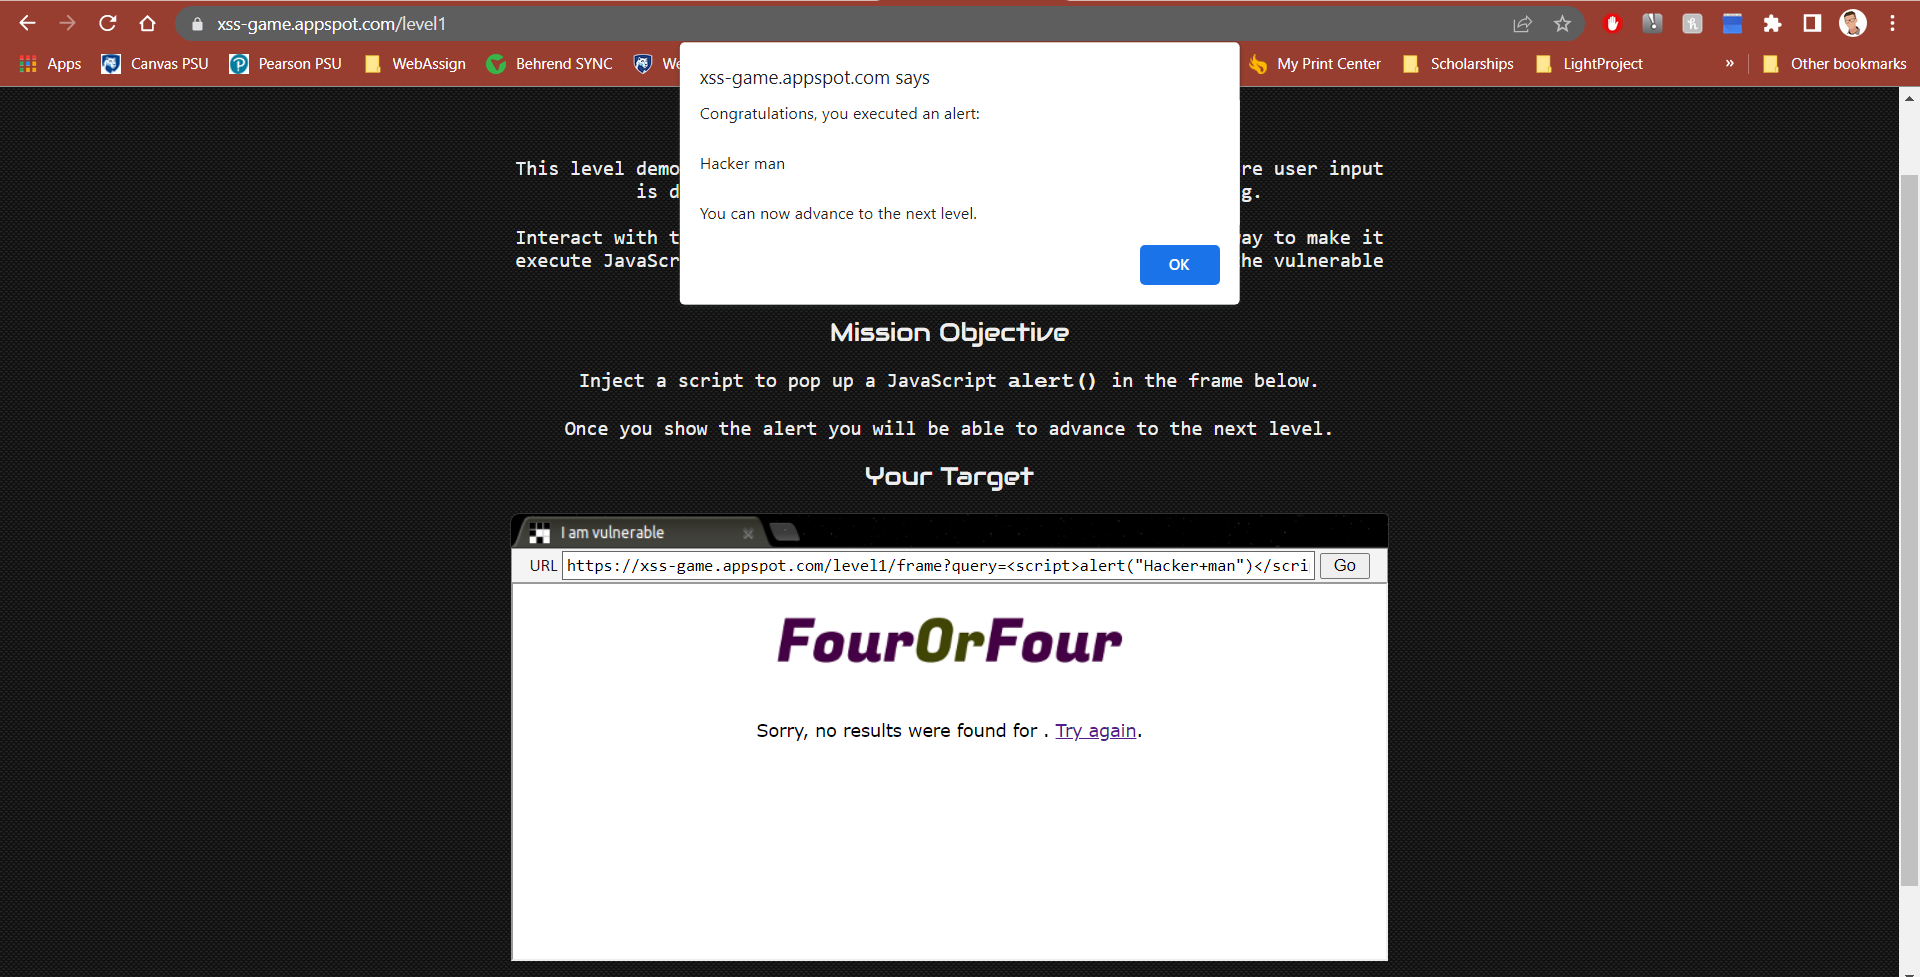 xss-game.appspot.com/level1
Apps Canvas PSU Pearson PSU WebAssign Behrend SYNC We My Print Center Scholarships LightProject » Other bookmarks
xss-game.appspot.com says
Congratulations, you executed an alert:
Hacker man
You can now advance to the next level.
OK
This level demo re user input
is d g.
Interact with t ay to make it
execute JavaScr he vulnerable
Mission Objective
Inject a script to pop up a JavaScript alert() in the frame below.
Once you show the alert you will be able to advance to the next level.
Your Target
I am vulnerable
URL https://xss-game.appspot.com/level1/frame?query=<script>alert("Hacker+man")</scri Go
FourOrFour
Sorry, no results were found for . Try again.